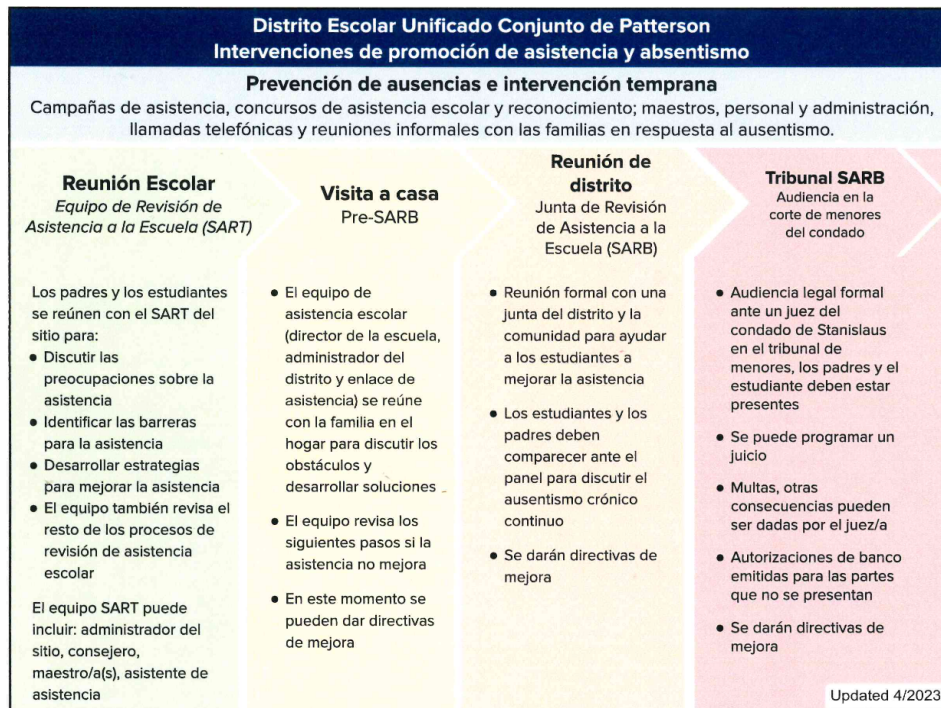 Distrito Escolar Unificado Conjunto de Patterson
Intervenciones de promoción de asistencia y absentismo
Prevención de ausencias e intervención temprana
Campañas de asistencia, concursos de asistencia escolar y reconocimiento; maestros, personal y administración,
llamadas telefónicas y reuniones informales con las familias en respuesta al ausentismo.
Reunión Escolar
Equipo de Revisión de
Asistencia a la Escuela (SART)
Los padres y los estudiantes
se reúnen con el SART del
sitio para:
• Discutir las
preocupaciones sobre la
asistencia
• Identificar las barreras
para la asistencia
• Desarrollar estrategias
para mejorar la asistencia
• El equipo también revisa el
resto de los procesos de
revisión de asistencia
escolar
El equipo SART puede
incluir: administrador del
sitio, consejero,
maestro/a(s), asistente de
asistencia
Visita a casa
Pre-SARB
• El equipo de
asistencia escolar
(director de la escuela,
administrador del
distrito y enlace de
asistencia) se reúne
con la familia en el
hogar para discutir los
obstáculos y
desarrollar soluciones
• El equipo revisa los
siguientes pasos si la
asistencia no mejora
• En este momento se
pueden dar directivas
de mejora
Reunión de
distrito
Junta de Revisión
de Asistencia a la
Escuela (SARB)
• Reunión formal con una
junta del distrito y la
comunidad para ayudar
a los estudiantes a
mejorar la asistencia
• Los estudiantes y los
padres deben
comparecer ante el
panel para discutir el
ausentismo crónico
continuo
• Se darán directivas de
mejora
Tribunal SARB
Audiencia en la
corte de menores
del condado
• Audiencia legal formal
ante un juez del
condado de Stanislaus
en el tribunal de
menores, los padres y el
estudiante deben estar
presentes
• Se puede programar un
juicio
• Multas, otras
consecuencias pueden
ser dadas por el juez/a
• Autorizaciones de banco
emitidas para las partes
que no se presentan
• Se darán directivas de
mejora
Updated 4/2023